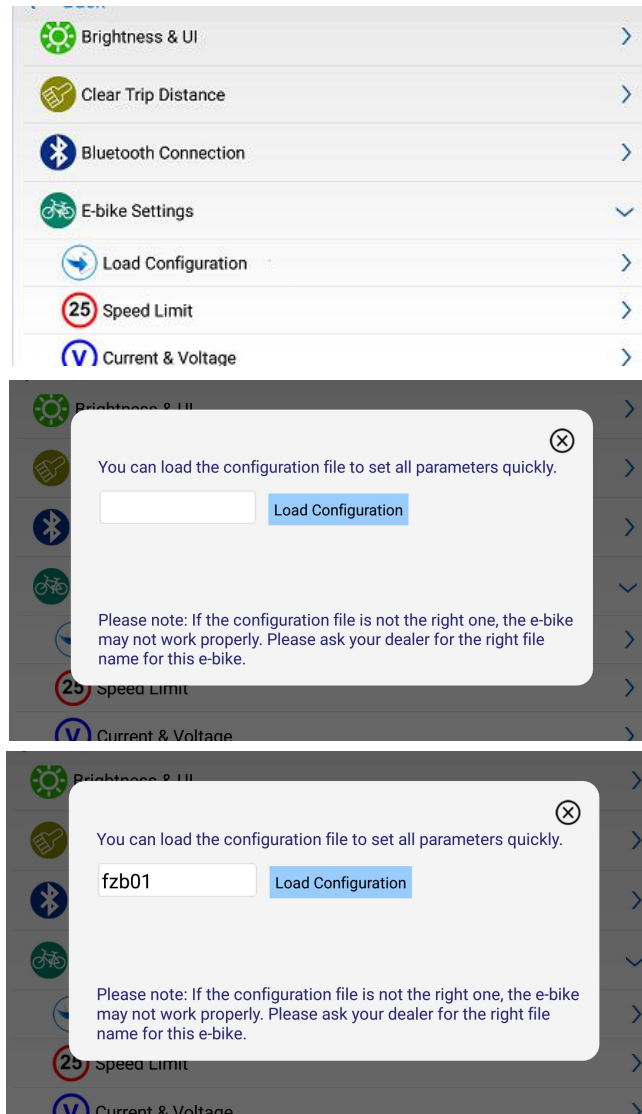 Brightness & UI
Clear Trip Distance
Bluetooth Connection
E-bike Settings
Load Configuration
25 Speed Limit
V Current & Voltage
Brightness & UI
You can load the configuration file to set all parameters quickly.
Load Configuration
Please note: If the configuration file is not the right one, the e-bike
may not work properly. Please ask your dealer for the right file
name for this e-bike.
25 Speed Limit
V Current & Voltage
Brightness & UI
You can load the configuration file to set all parameters quickly.
fzb01 Load Configuration
Please note: If the configuration file is not the right one, the e-bike
may not work properly. Please ask your dealer for the right file
name for this e-bike.
25 Speed Limit
V Current & Voltage